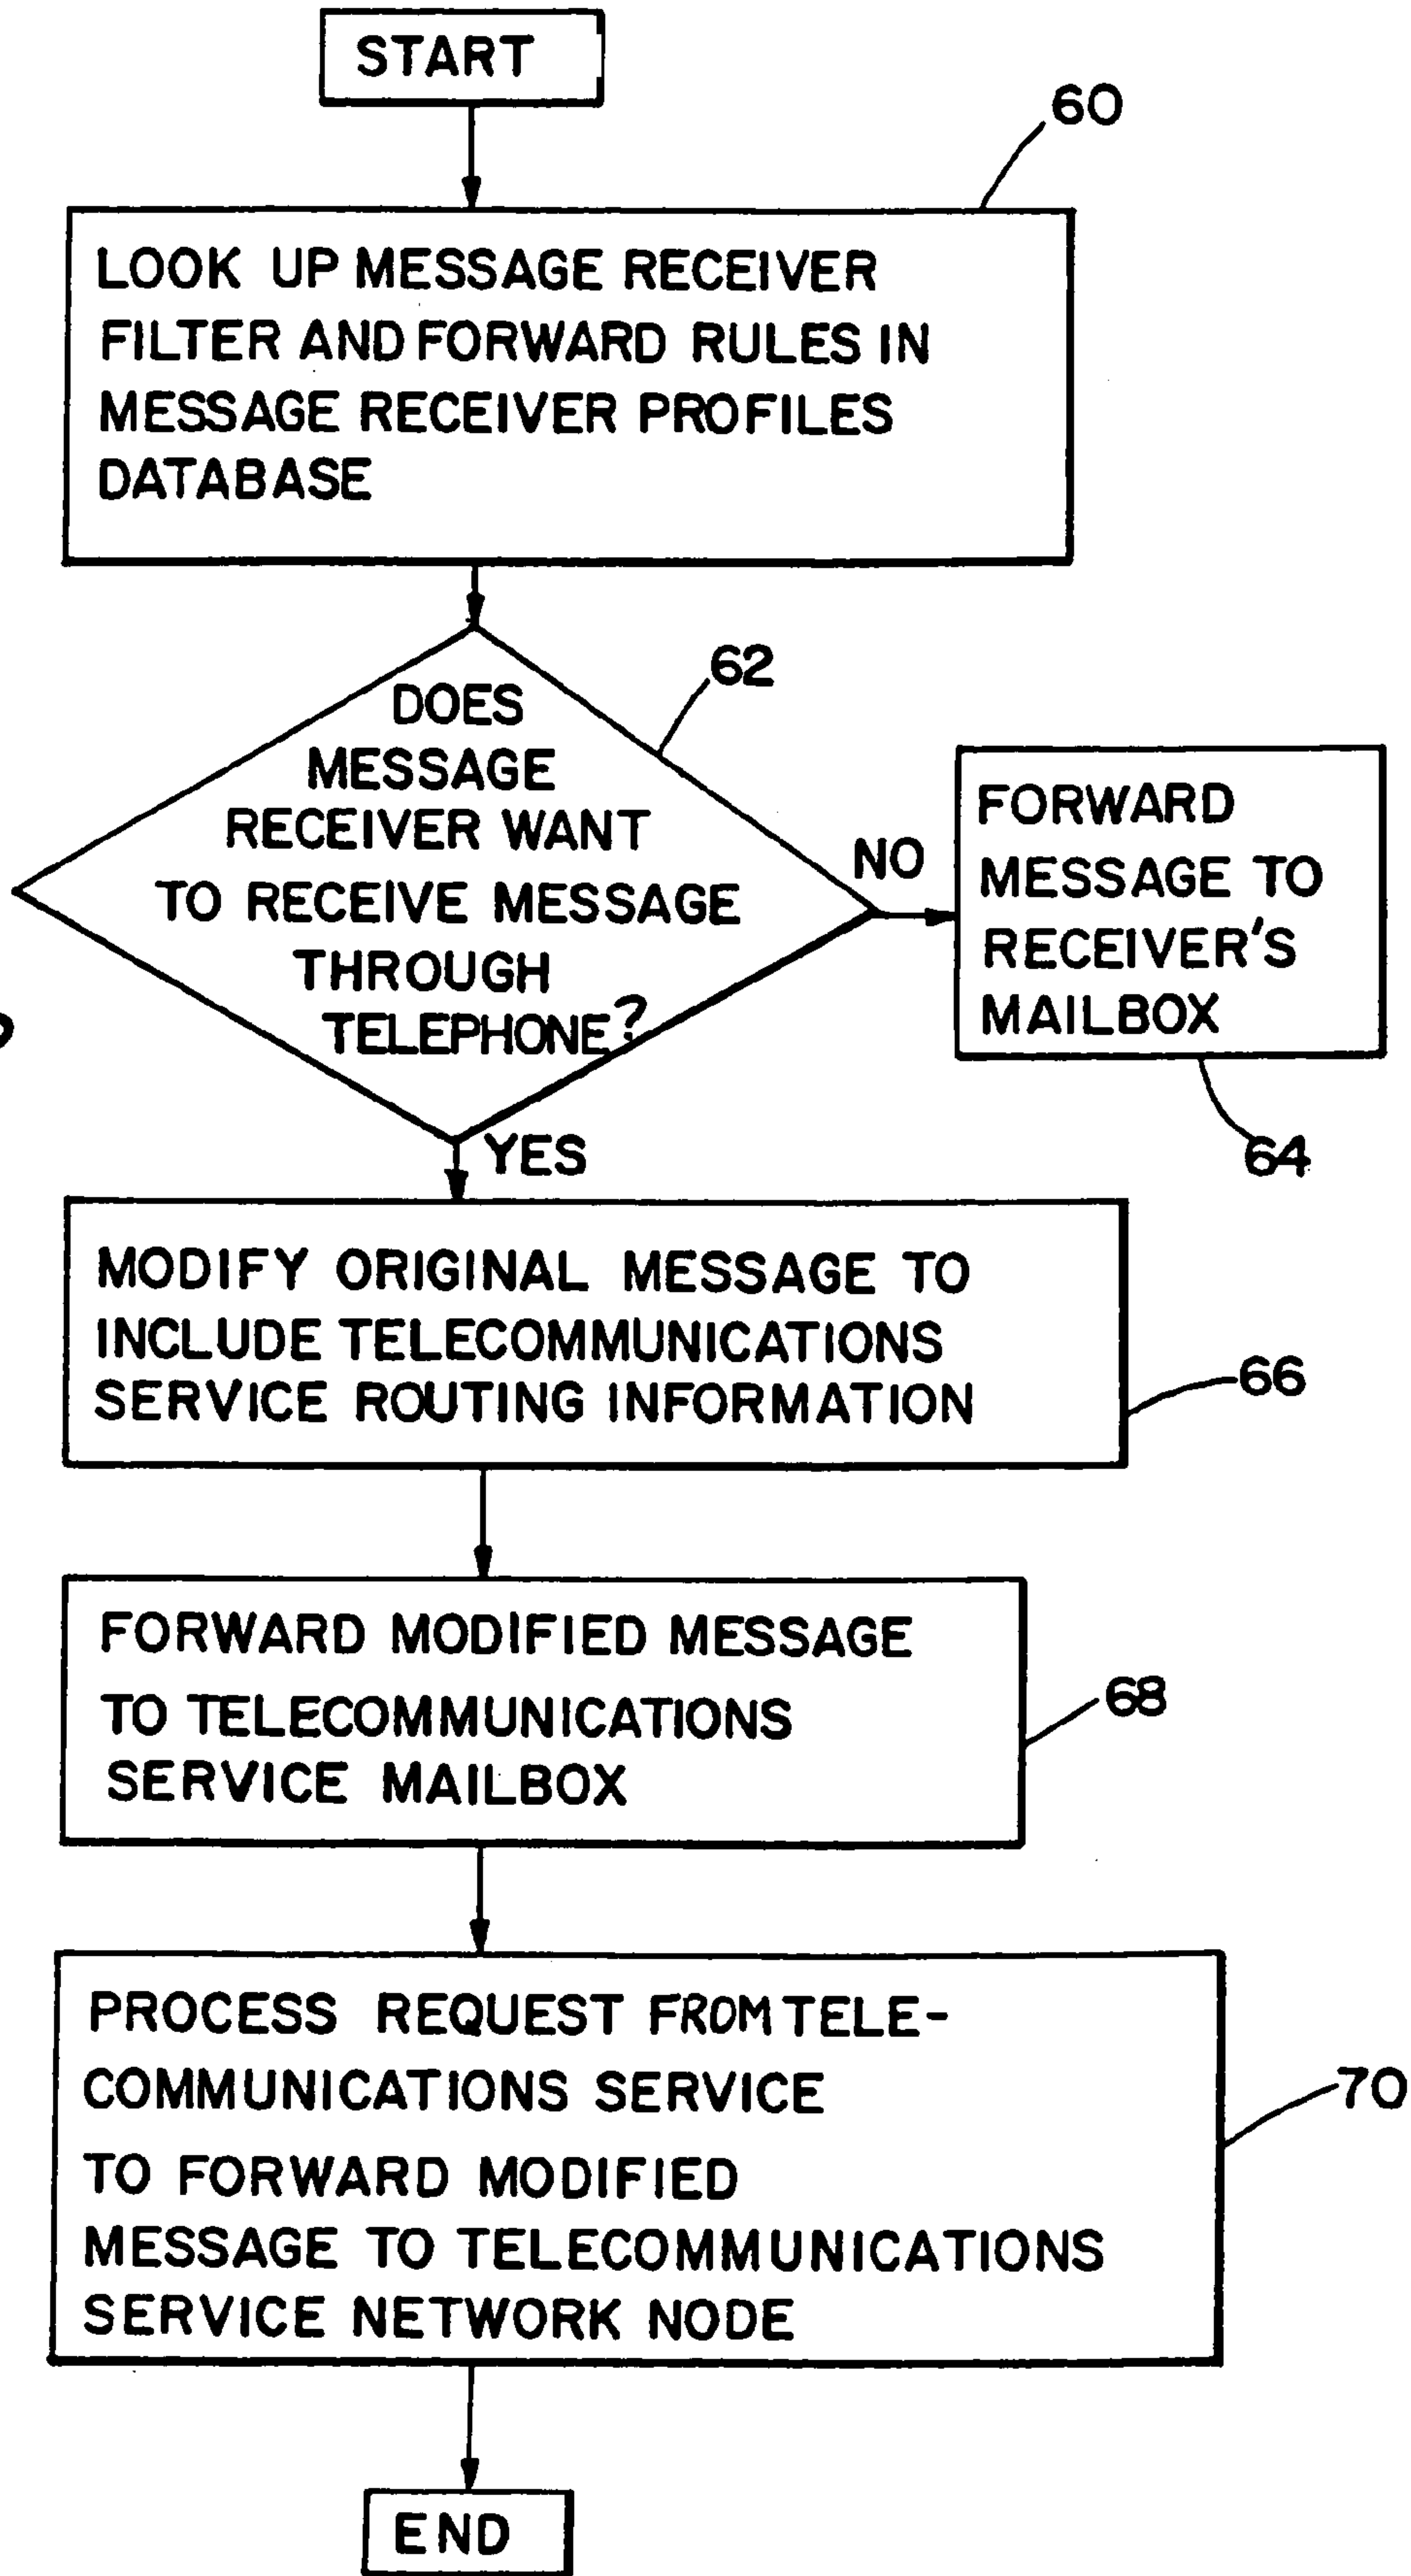 START
60
LOOK UP MESSAGE RECEIVER
FILTER AND FORWARD RULES IN
MESSAGE RECEIVER PROFILES
DATABASE
62
DOES
MESSAGE
RECEIVER WANT
TO RECEIVE MESSAGE
THROUGH
TELEPHONE?
NO
FORWARD
MESSAGE TO
RECEIVER'S
MAILBOX
64
YES
MODIFY ORIGINAL MESSAGE TO
INCLUDE TELECOMMUNICATIONS
SERVICE ROUTING INFORMATION
66
FORWARD MODIFIED MESSAGE
TO TELECOMMUNICATIONS
SERVICE MAILBOX
68
PROCESS REQUEST FROM TELE-
COMMUNICATIONS SERVICE
TO FORWARD MODIFIED
MESSAGE TO TELECOMMUNICATIONS
SERVICE NETWORK NODE
70
END